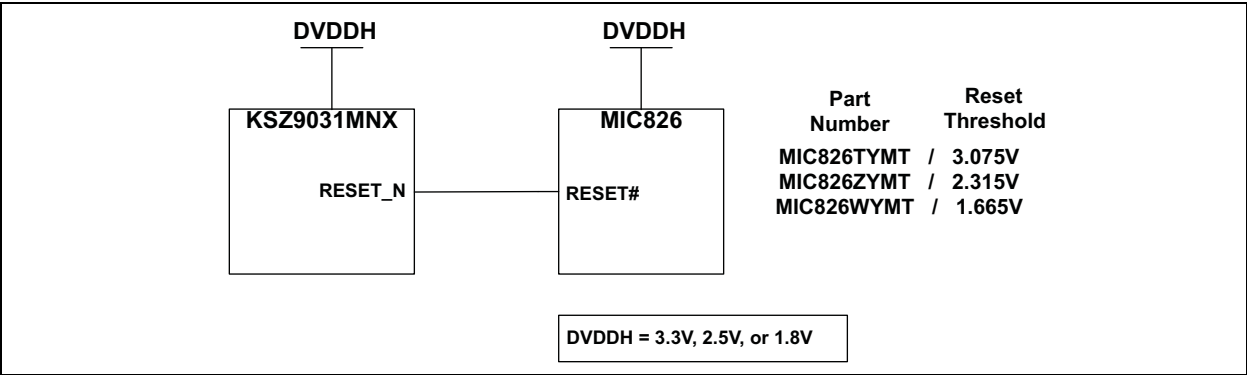 DVDDH DVDDH
KSZ9031MNX MIC826
RESET_N RESET#
Part Reset
Number Threshold
MIC826TYMT / 3.075V
MIC826ZYMT / 2.315V
MIC826WYMT / 1.665V
DVDDH = 3.3V, 2.5V, or 1.8V